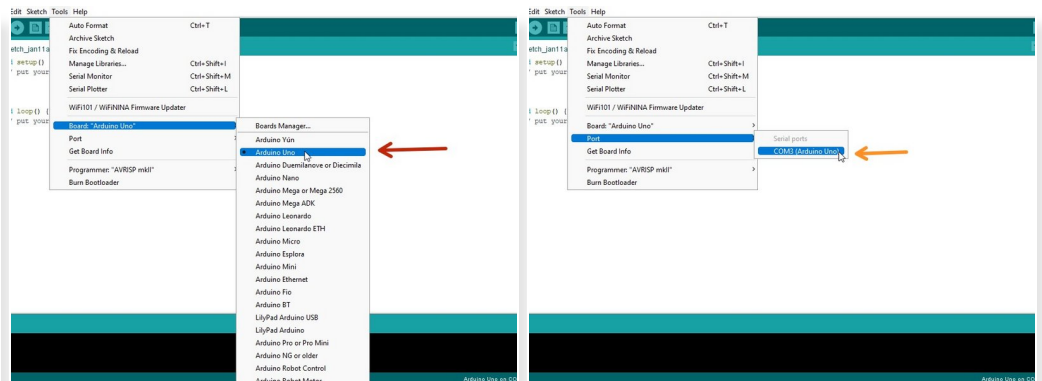 Edit Sketch Tools Help
Auto Format Ctrl+T
Archive Sketch
etch_jan11a
Fix Encoding & Reload
setup()
Manage Libraries... Ctrl+Shift+I
put your
Serial Monitor Ctrl+Shift+M
Serial Plotter Ctrl+Shift+L
loop() {
WiFi101 / WiFiNINA Firmware Updater
put your
Board: "Arduino Uno"
Port
Get Board Info
Programmer: "AVRISP mkII"
Burn Bootloader
Boards Manager...
Arduino Yún
Arduino Uno
Arduino Duemilanove or Diecimila
Arduino Nano
Arduino Mega or Mega 2560
Arduino Mega ADK
Arduino Leonardo
Arduino Leonardo ETH
Arduino Micro
Arduino Esplora
Arduino Mini
Arduino Ethernet
Arduino Fio
Arduino BT
LilyPad Arduino USB
LilyPad Arduino
Arduino Pro or Pro Mini
Arduino NG or older
Arduino Robot Control
Arduino Robot Motor
Arduino Uno on CO
Edit Sketch Tools Help
Auto Format Ctrl+T
Archive Sketch
etch_jan11a
Fix Encoding & Reload
setup()
Manage Libraries... Ctrl+Shift+I
put your
Serial Monitor Ctrl+Shift+M
Serial Plotter Ctrl+Shift+L
loop() {
WiFi101 / WiFiNINA Firmware Updater
put your
Board: "Arduino Uno"
Port
Get Board Info
Programmer: "AVRISP mkII"
Burn Bootloader
Serial ports
COM3 (Arduino Uno)
Arduino Uno on CO